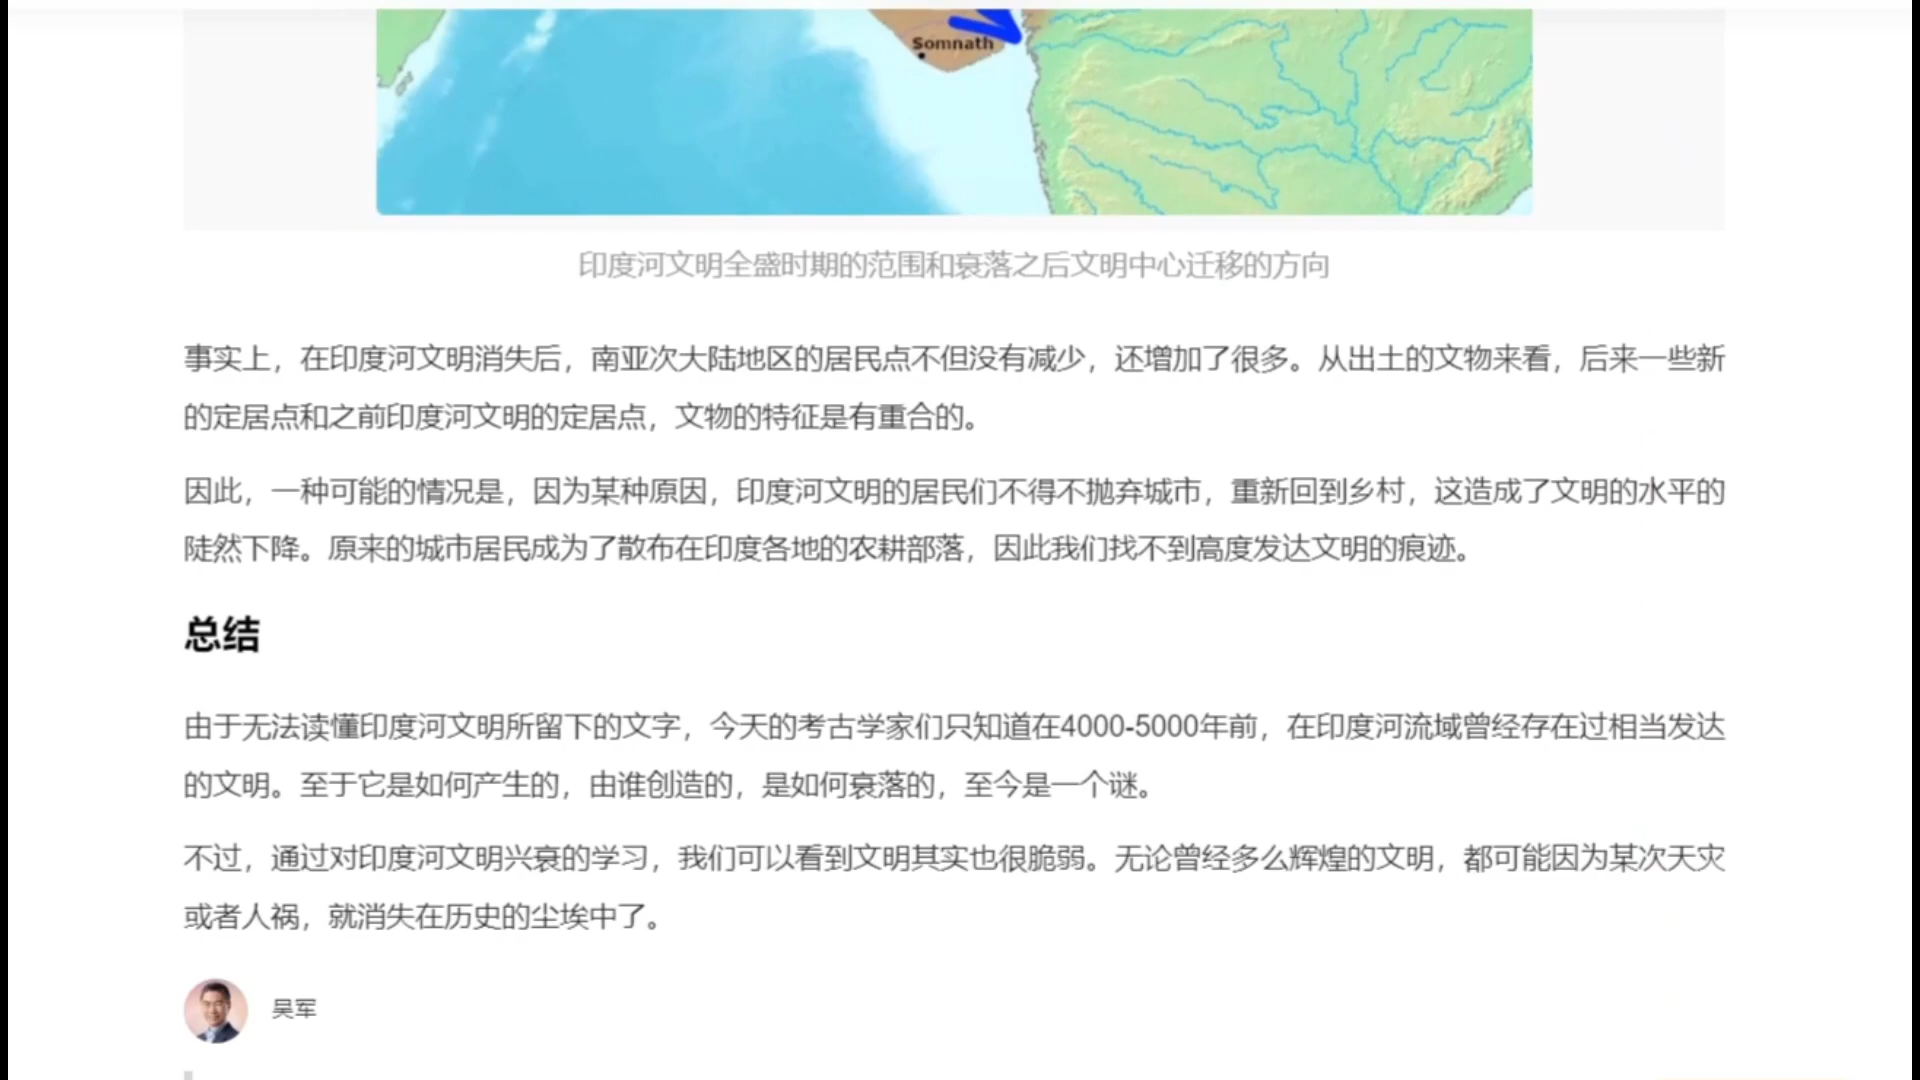 Somnath
印度河文明全盛时期的范围和衰落之后文明中心迁移的方向
事实上，在印度河文明消失后，南亚次大陆地区的居民点不但没有减少，还增加了很多。从出土的文物来看，后来一些新
的定居点和之前印度河文明的定居点，文物的特征是有重合的。
因此，一种可能的情况是，因为某种原因，印度河文明的居民们不得不抛弃城市，重新回到乡村，这造成了文明的水平的
陡然下降。原来的城市居民成为了散布在印度各地的农耕部落，因此我们找不到高度发达文明的痕迹。
总结
由于无法读懂印度河文明所留下的文字，今天的考古学家们只知道在4000-5000年前，在印度河流域曾经存在过相当发达
的文明。至于它是如何产生的，由谁创造的，是如何衰落的，至今是一个谜。
不过，通过对印度河文明兴衰的学习，我们可以看到文明其实也很脆弱。无论曾经多么辉煌的文明，都可能因为某次天灾
或者人祸，就消失在历史的尘埃中了。
吴军